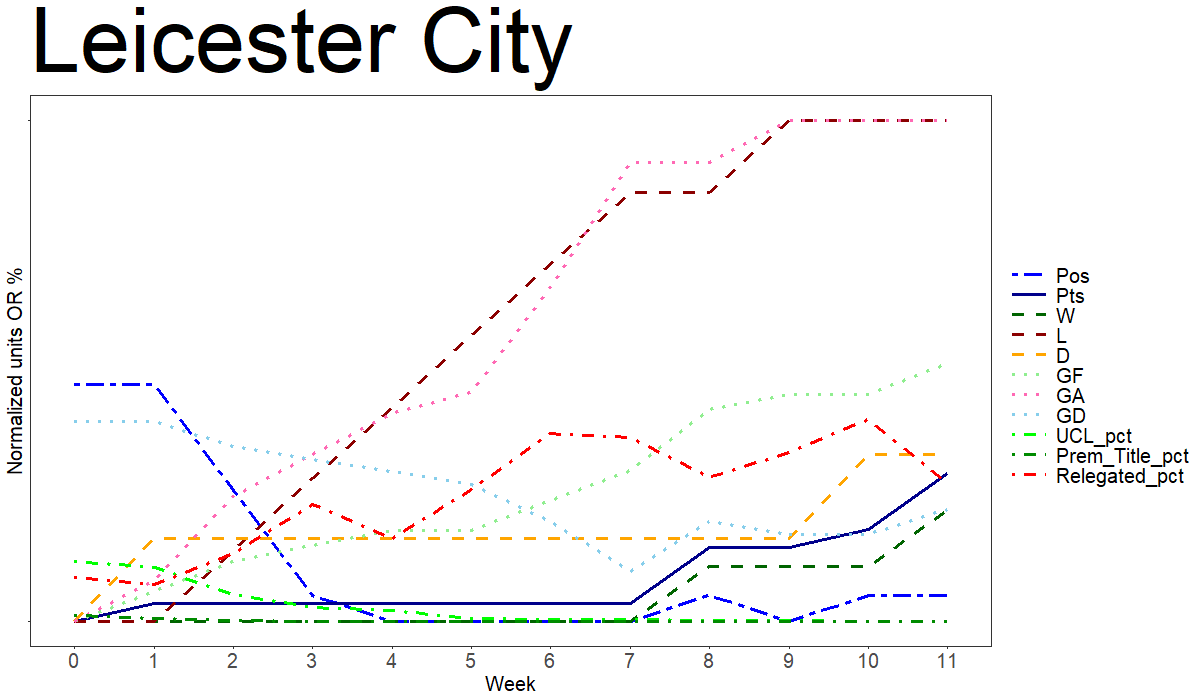 Leicester City
Normalized units OR %
Pos
Pts
W
L
D
GF
GA
GD
UCL_pct
Prem_Title_pct
Relegated_pct
0 1 2 3 4 5 6 7 8 9 10 11
Week